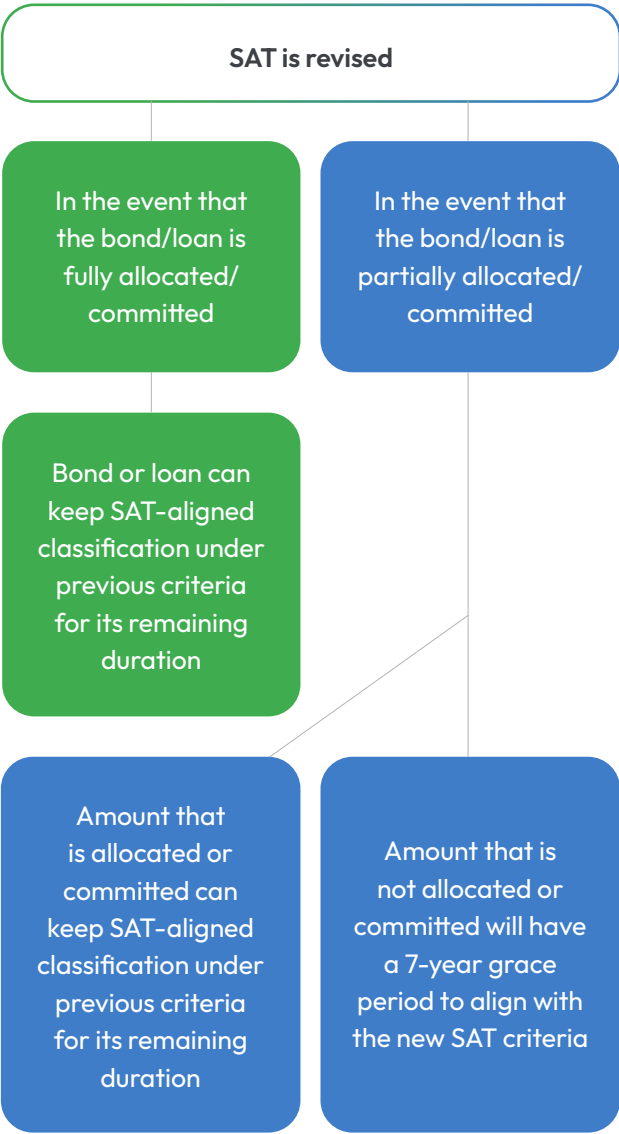 SAT is revised
In the event that
the bond/loan is
fully allocated/
committed
In the event that
the bond/loan is
partially allocated/
committed
Bond or loan can
keep SAT-aligned
classification under
previous criteria
for its remaining
duration
Amount that
is allocated or
committed can
keep SAT-aligned
classification under
previous criteria
for its remaining
duration
Amount that is
not allocated or
committed will have
a 7-year grace
period to align with
the new SAT criteria